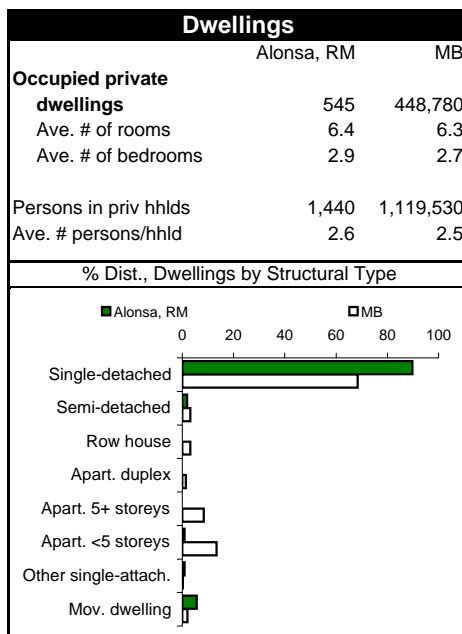 Dwellings
Alonsa, RM MB
Occupied private
dwellings 545 448,780
Ave. # of rooms 6.4 6.3
Ave. # of bedrooms 2.9 2.7
Persons in priv hhlds 1,440 1,119,530
Ave. # persons/hhld 2.6 2.5
% Dist., Dwellings by Structural Type
Alonsa, RM MB
0 20 40 60 80 100
Single-detached
Semi-detached
Row house
Apart. duplex
Apart. 5+ storeys
Apart. <5 storeys
Other single-attach.
Mov. dwelling